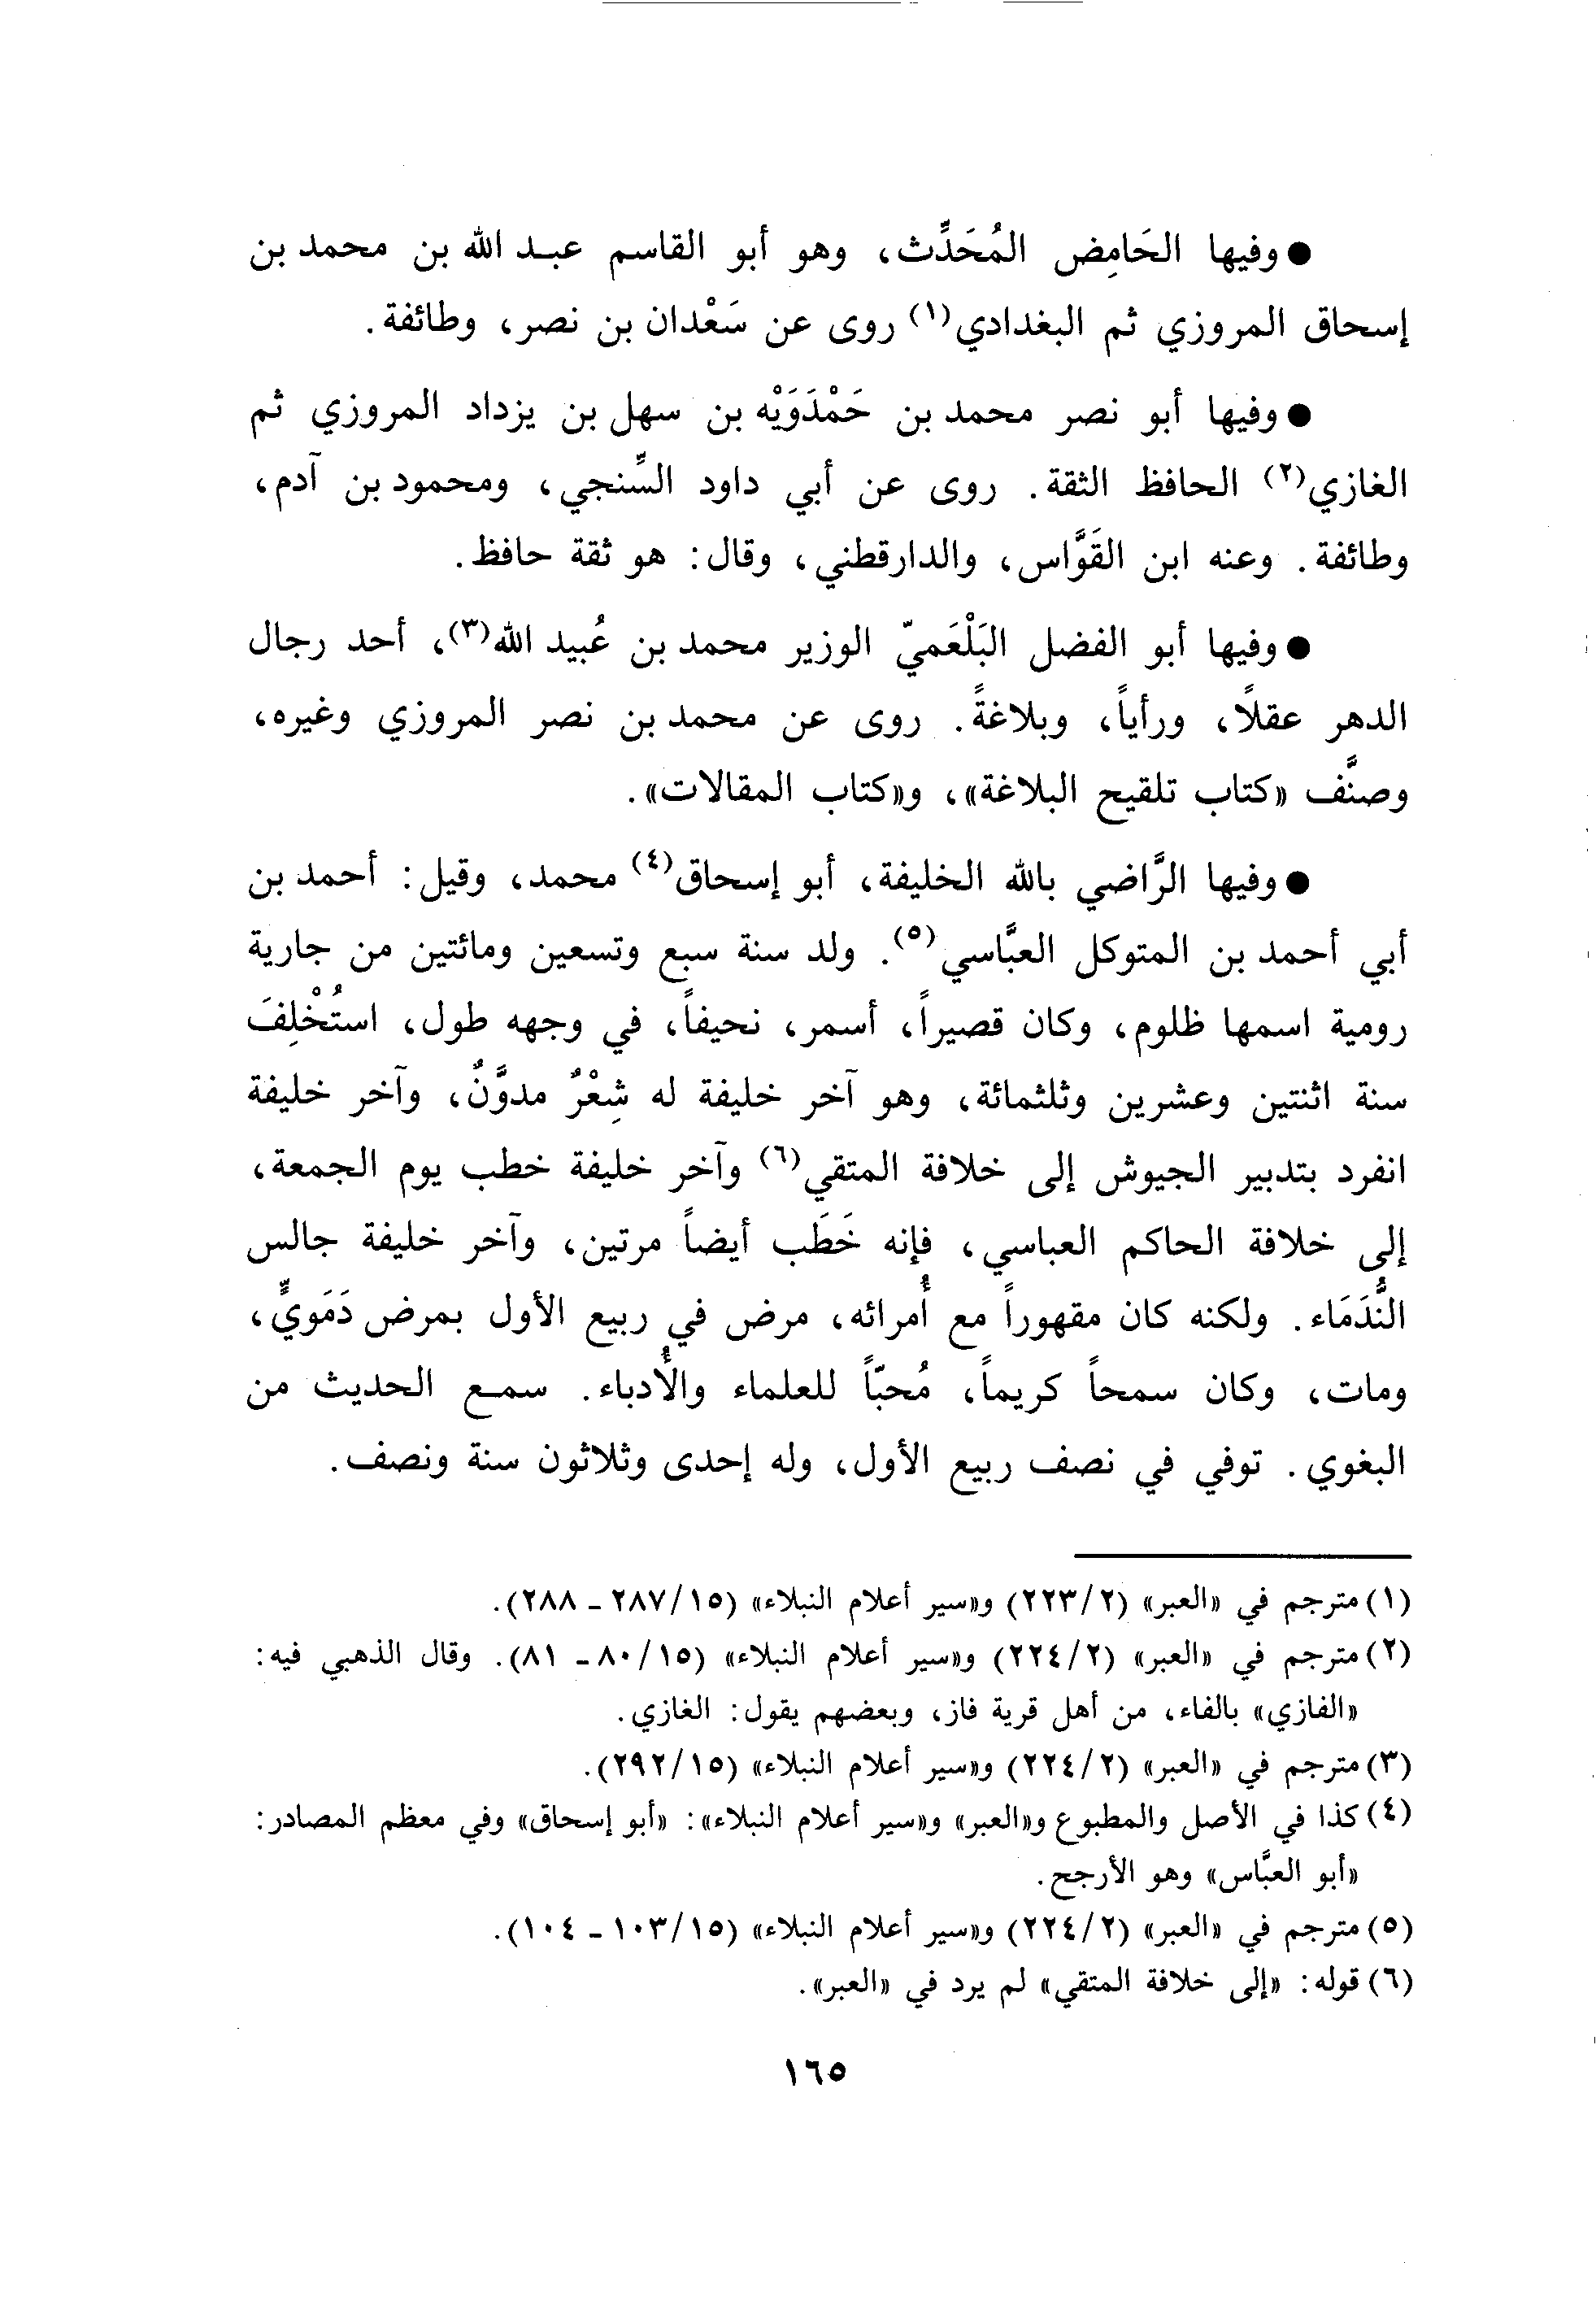 ● وفيها الحَامِض المُحَدِّث، وهو أبو القاسم عبد الله بن محمد بن
إسحاق المروزي ثم البغدادي(١) روى عن سَعْدان بن نصر، وطائفة.
● وفيها أبو نصر محمد بن حَمْدَوَيْه بن سهل بن يزداد المروزي ثم
الغازي(٢) الحافظ الثقة. روى عن أبي داود السِّنجي، ومحمود بن آدم،
وطائفة. وعنه ابن القَوَّاس، والدارقطني، وقال: هو ثقة حافظ.
● وفيها أبو الفضل البَلْعَميّ الوزير محمد بن عُبيد الله(٣)، أحد رجال
الدهر عقلاً، ورأياً، وبلاغةً. روى عن محمد بن نصر المروزي وغيره،
وصنَّف «كتاب تلقيح البلاغة»، و«كتاب المقالات».
● وفيها الرَّاضي بالله الخليفة، أبو إسحاق(٤) محمد، وقيل: أحمد بن
أبي أحمد بن المتوكل العبَّاسي(٥). ولد سنة سبع وتسعين ومائتين من جارية
رومية اسمها ظلوم، وكان قصيراً، أسمر، نحيفاً، في وجهه طول، استُخْلِفَ
سنة اثنتين وعشرين وثلثمائة، وهو آخر خليفة له شِعْرٌ مدوَّنٌ، وآخر خليفة
انفرد بتدبير الجيوش إلى خلافة المتقي(٦) وآخر خليفة خطب يوم الجمعة،
إلى خلافة الحاكم العباسي، فإنه خَطَب أيضاً مرتين، وآخر خليفة جالس
النُّدَمَاء. ولكنه كان مقهوراً مع أُمرائه، مرض في ربيع الأول بمرض دَمَويٍّ،
ومات، وكان سمحاً كريماً، مُحبّاً للعلماء والأُدباء. سمع الحديث من
البغوي. توفي في نصف ربيع الأول، وله إحدى وثلاثون سنة ونصف.
(١) مترجم في «العبر» (٢/ ٢٢٣) و«سير أعلام النبلاء» (١٥/ ٢٨٧ - ٢٨٨).
(٢) مترجم في «العبر» (٢/ ٢٢٤) و«سير أعلام النبلاء» (١٥/ ٨٠ - ٨١). وقال الذهبي فيه:
«الفازي» بالفاء، من أهل قرية فاز، وبعضهم يقول: الغازي.
(٣) مترجم في «العبر» (٢/ ٢٢٤) و«سير أعلام النبلاء» (١٥/ ٢٩٢).
(٤) كذا في الأصل والمطبوع و«العبر» و«سير أعلام النبلاء»: «أبو إسحاق» وفي معظم المصادر:
«أبو العبَّاس» وهو الأرجح.
(٥) مترجم في «العبر» (٢/ ٢٢٤) و«سير أعلام النبلاء» (١٥/ ١٠٣ - ١٠٤).
(٦) قوله: «إلى خلافة المتقي» لم يرد في «العبر».
١٦٥